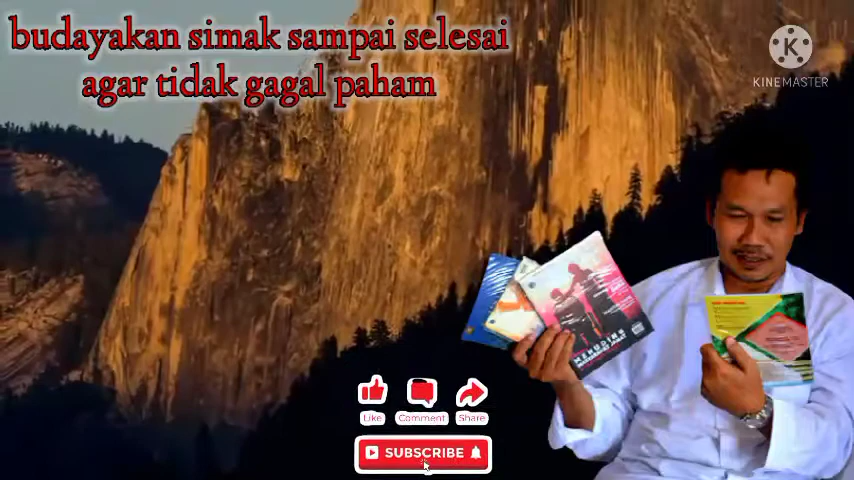 budayakan simak sampai selesai
agar tidak gagal paham
K
KINEMASTER
Like
Comment
Share
SUBSCRIBE